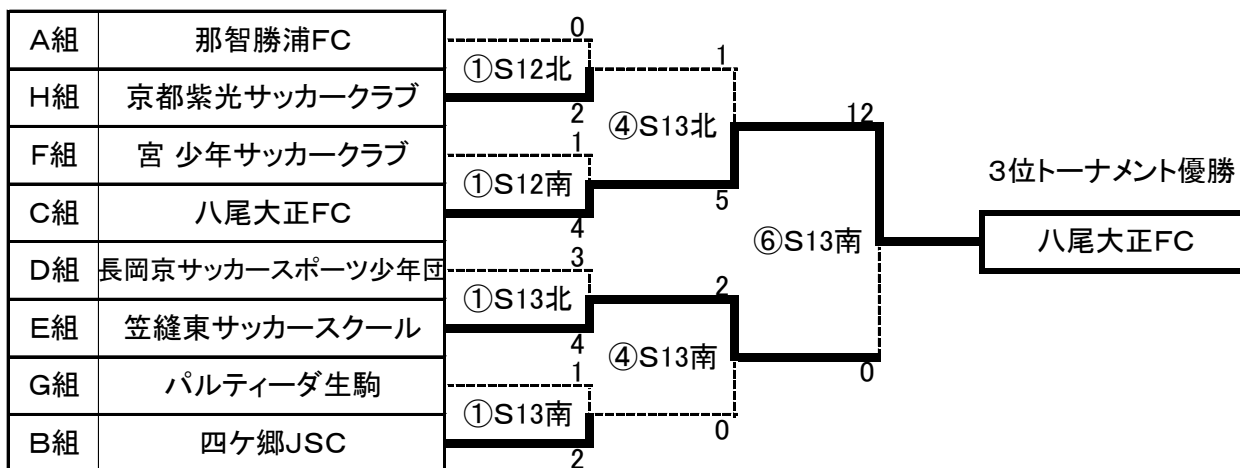 A組 那智勝浦FC
H組 京都紫光サッカークラブ
F組 宮 少年サッカークラブ
C組 八尾大正FC
D組 長岡京サッカースポーツ少年団
E組 笠縫東サッカースクール
G組 パルティーダ生駒
B組 四ケ郷JSC
0
①S12北
2
1
①S12南
4
3
①S13北
4
1
①S13南
2
1
④S13北
5
2
④S13南
0
12
⑥S13南
0
3位トーナメント優勝
八尾大正FC